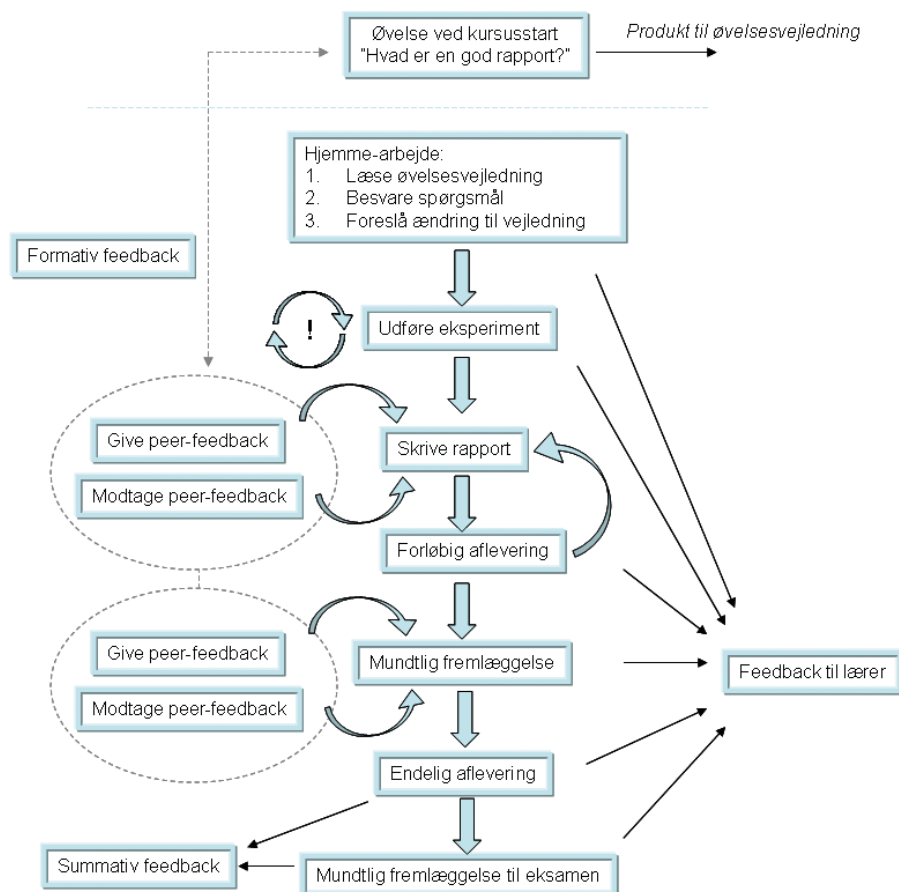 Øvelse ved kursusstart
"Hvad er en god rapport?"
Produkt til øvelsesvejledning
Hjemme-arbejde:
1. Læse øvelsesvejledning
2. Besvare spørgsmål
3. Foreslå ændring til vejledning
Formativ feedback
!
Udføre eksperiment
Give peer-feedback
Skrive rapport
Modtage peer-feedback
Forløbig aflevering
Give peer-feedback
Mundtlig fremlæggelse
Feedback til lærer
Modtage peer-feedback
Endelig aflevering
Summativ feedback
Mundtlig fremlæggelse til eksamen